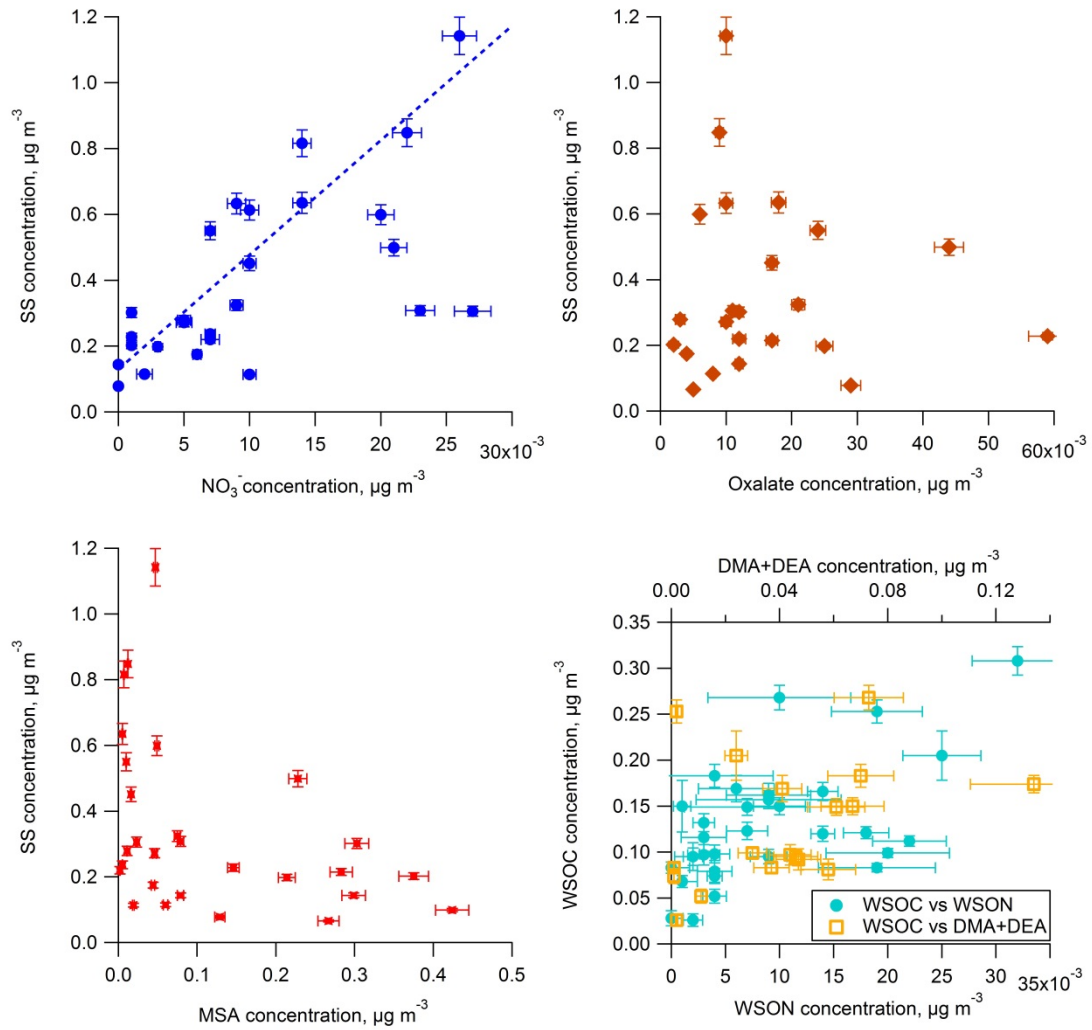 1.2
1.0
0.8
0.6
0.4
0.2
0.0
SS concentration, µg m⁻³
0 5 10 15 20 25 30x10⁻³
NO₃⁻ concentration, µg m⁻³
1.2
1.0
0.8
0.6
0.4
0.2
0.0
SS concentration, µg m⁻³
0 10 20 30 40 50 60x10⁻³
Oxalate concentration, µg m⁻³
1.2
1.0
0.8
0.6
0.4
0.2
0.0
SS concentration, µg m⁻³
0.0 0.1 0.2 0.3 0.4 0.5
MSA concentration, µg m⁻³
DMA+DEA concentration, µg m⁻³
0.00 0.04 0.08 0.12
0.35
0.30
0.25
0.20
0.15
0.10
0.05
0.00
WSOC concentration, µg m⁻³
WSOC vs WSON
WSOC vs DMA+DEA
0 5 10 15 20 25 30 35x10⁻³
WSON concentration, µg m⁻³